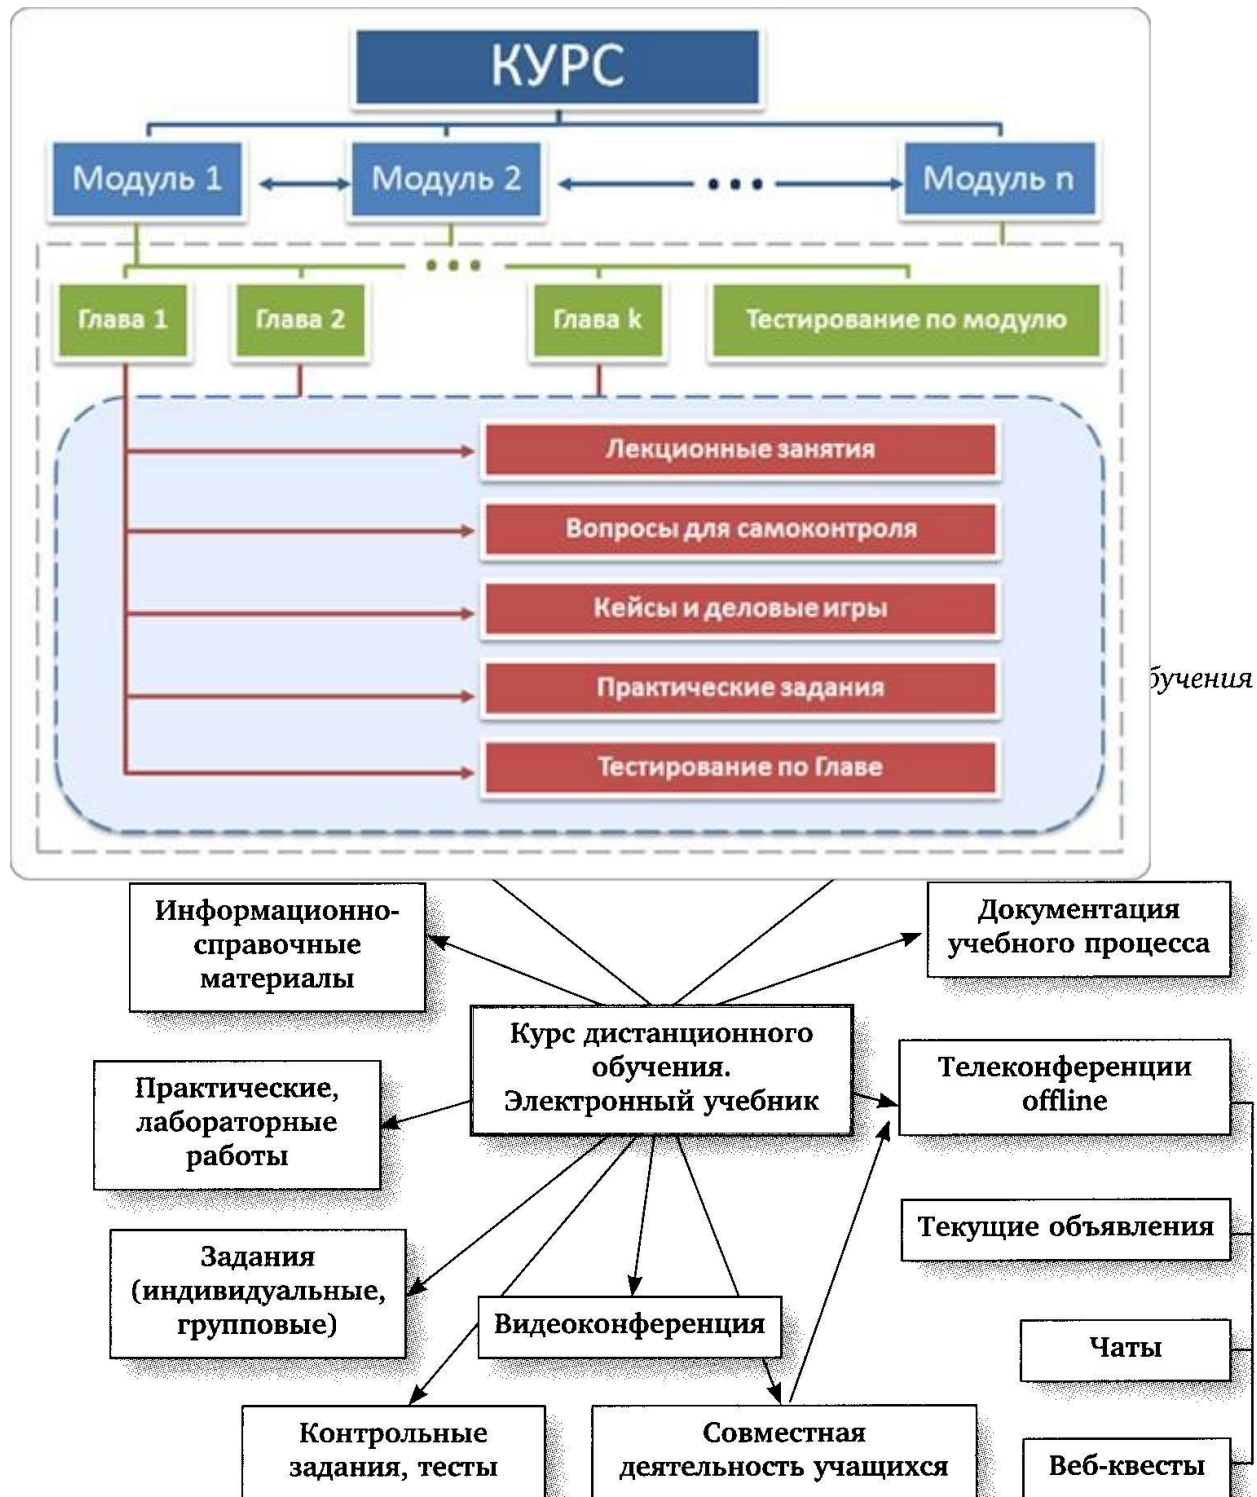 КУРС
Модуль 1
Модуль 2
Модуль n
Глава 1
Глава 2
Глава k
Тестирование по модулю
Лекционные занятия
Вопросы для самоконтроля
Кейсы и деловые игры
Практические задания
Тестирование по Главе
бучения
Информационно-
справочные
материалы
Документация
учебного процесса
Курс дистанционного
обучения.
Электронный учебник
Телеконференции
offline
Практические,
лабораторные
работы
Текущие объявления
Задания
(индивидуальные,
групповые)
Видеоконференция
Чаты
Контрольные
задания, тесты
Совместная
деятельность учащихся
Веб-квесты